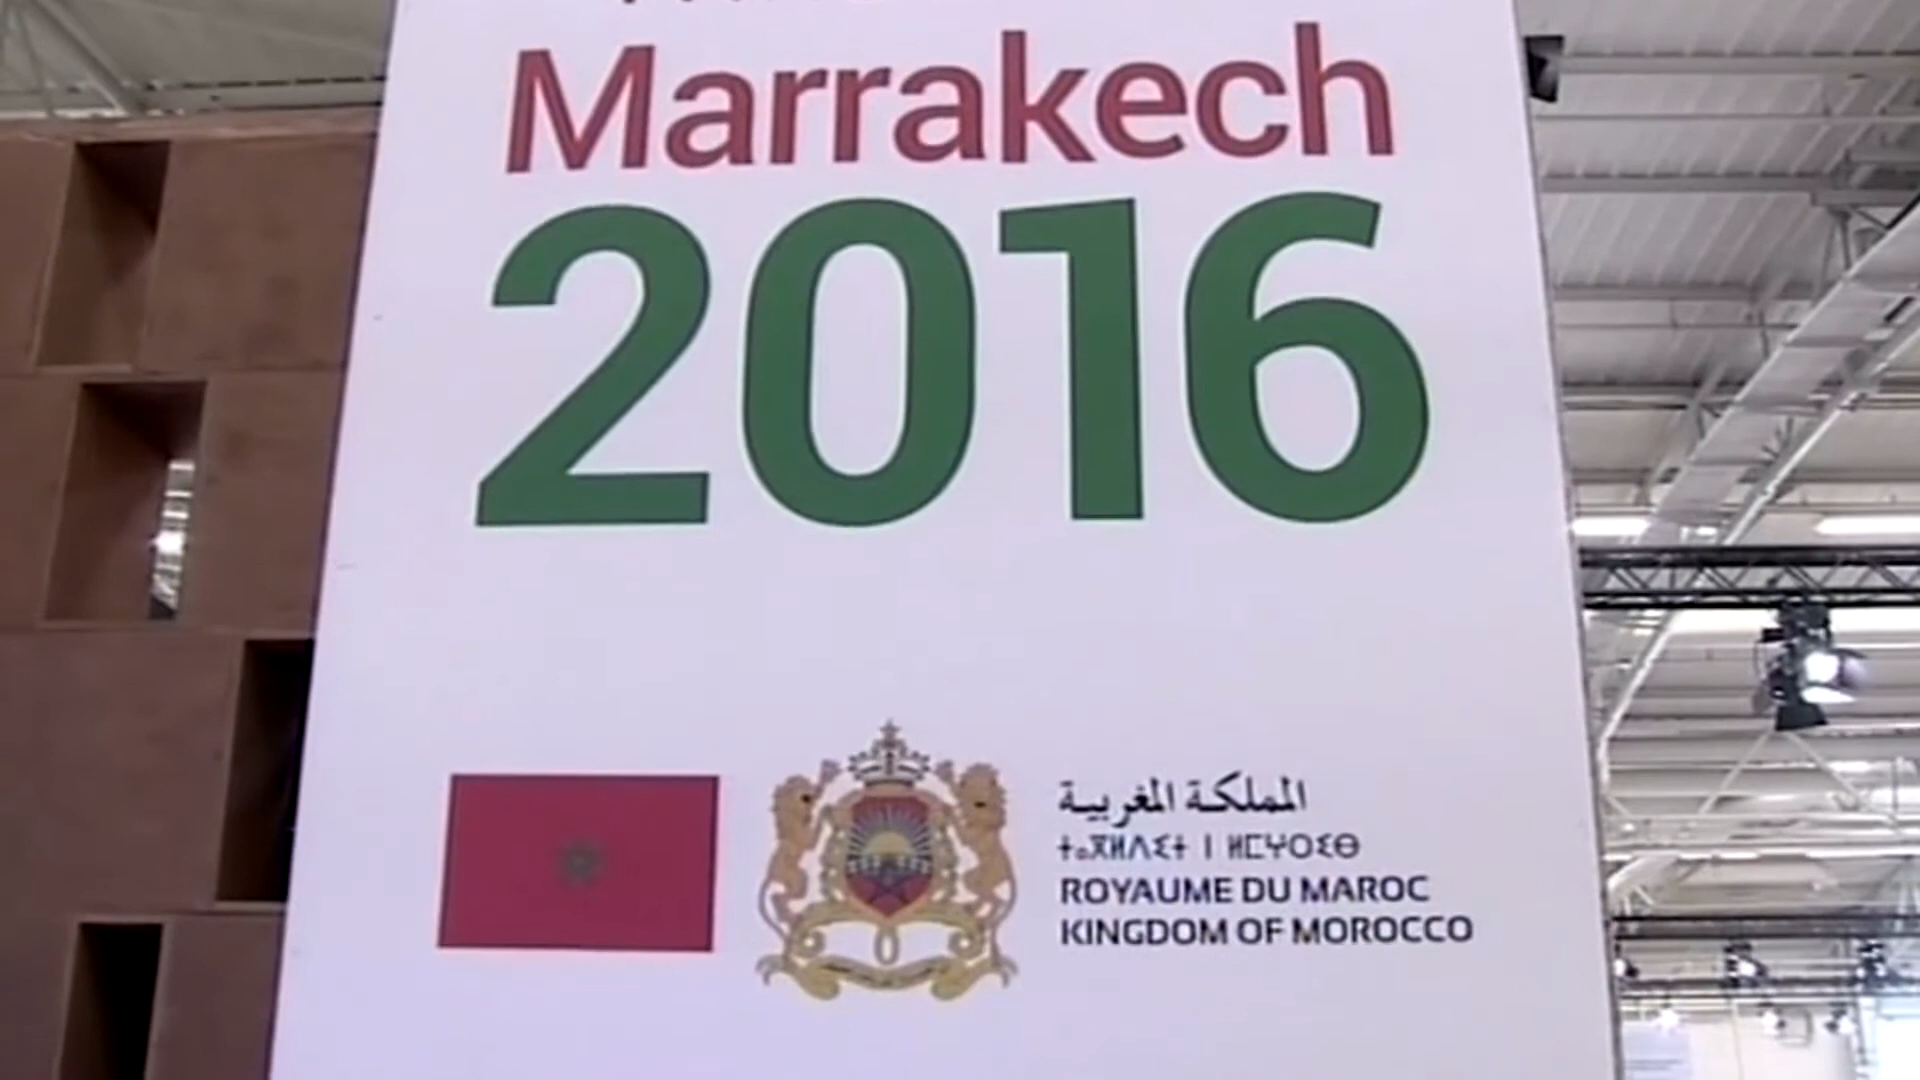 Marrakech
2016
المملكة المغربية
ⵜⴰⴳⵍⴷⵉⵜ ⵏ ⵍⵎⵖⵔⵉⴱ
ROYAUME DU MAROC
KINGDOM OF MOROCCO